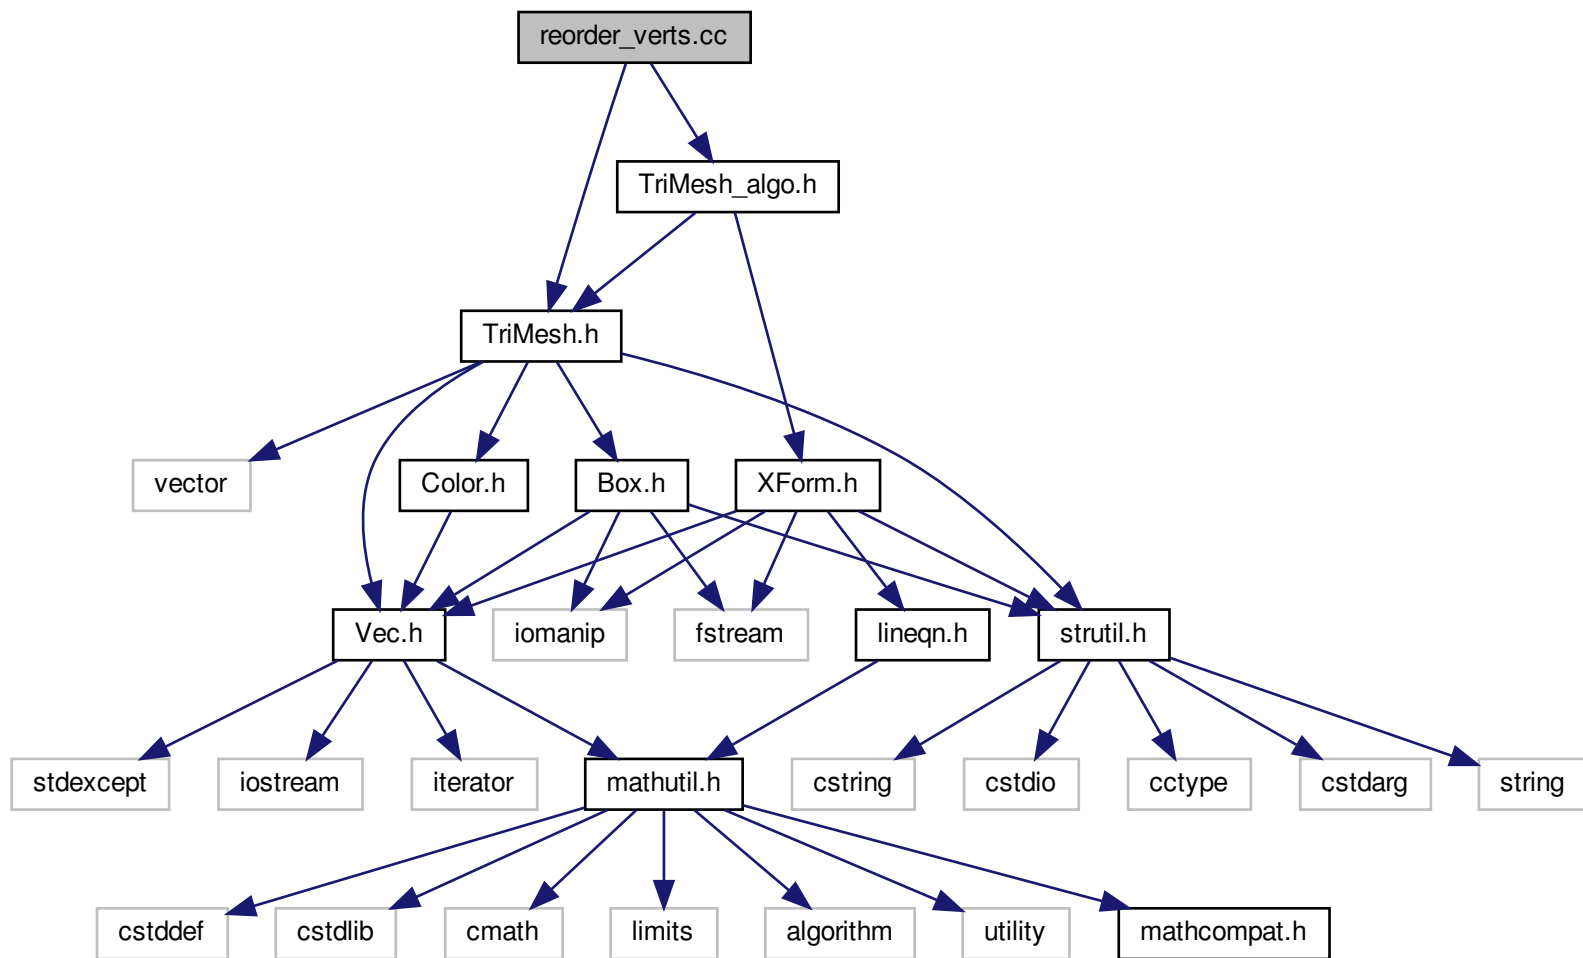 reorder_verts.cc
TriMesh_algo.h
TriMesh.h
vector
Color.h
Box.h
XForm.h
Vec.h
iomanip
fstream
lineqn.h
strutil.h
stdexcept
iostream
iterator
mathutil.h
cstring
cstdio
cctype
cstdarg
string
cstddef
cstdlib
cmath
limits
algorithm
utility
mathcompat.h